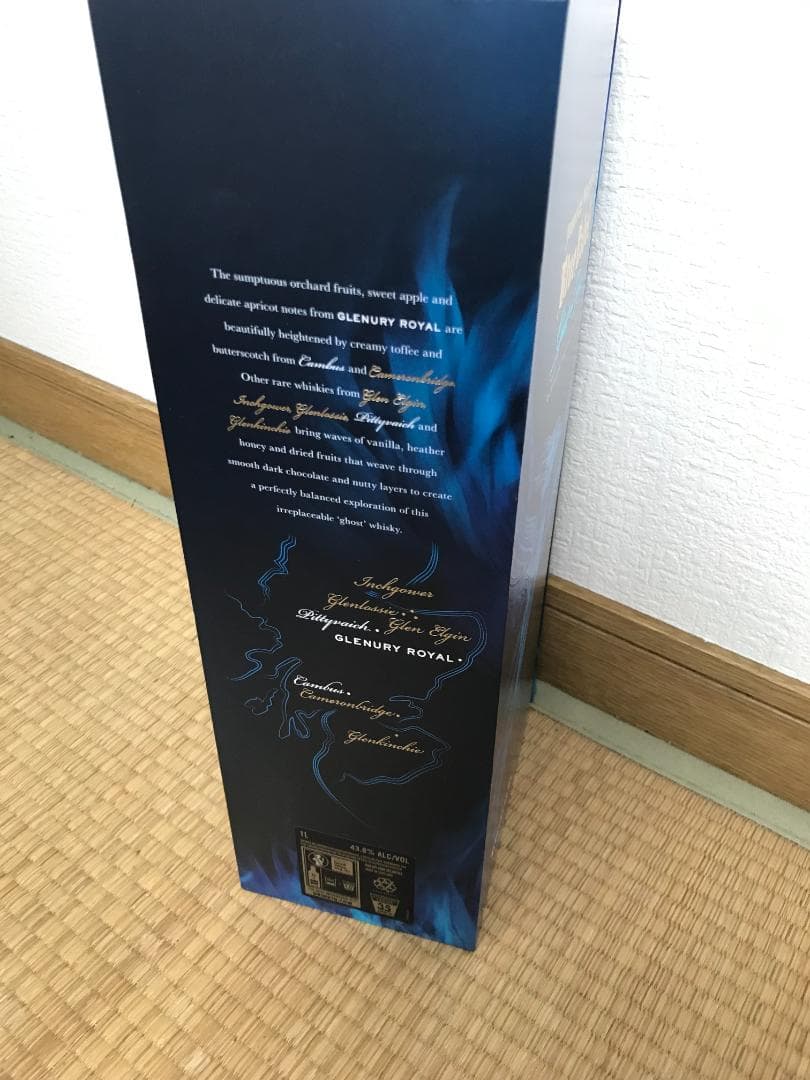 The sumptuous orchard fruits, sweet apple and
delicate apricot notes from GLENURY ROYAL are
beautifully heightened by creamy toffee and
butterscotch from Cambus and Cameronbridge.
Other rare whiskies from Glen Elgin,
Inchgower, Glenlossie, Pittyvaich and
Glenkinchie bring waves of vanilla, heather
honey and dried fruits that weave through
smooth dark chocolate and nutty layers to create
a perfectly balanced exploration of this
irreplaceable 'ghost' whisky.
Inchgower
Glenlossie
Pittyvaich
Glen Elgin
GLENURY ROYAL
Cambus
Cameronbridge
Glenkinchie
1L
43.8% ALC/VOL